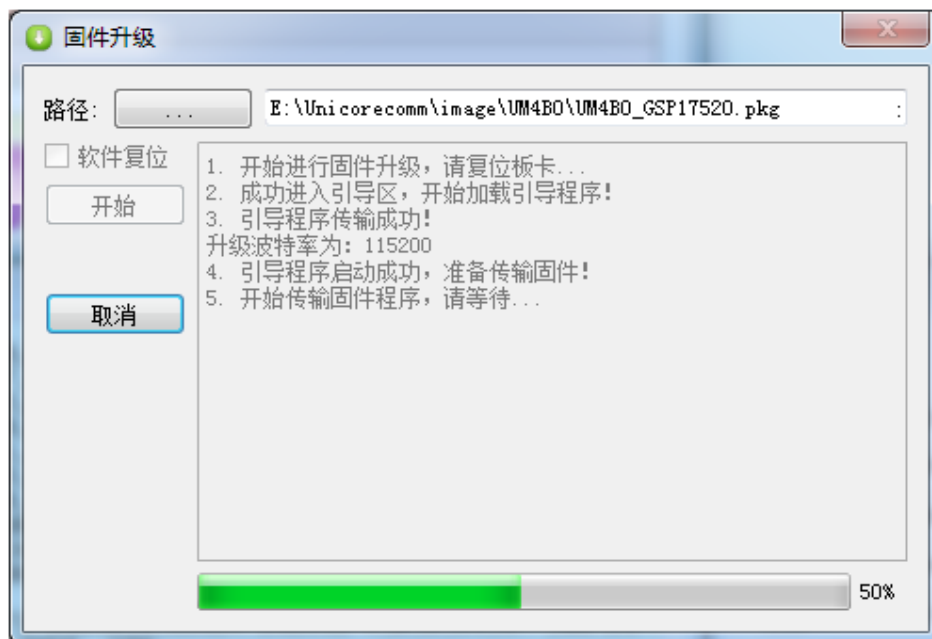 固件升级
路径: ... E:\Unicorecomm\image\UM4B0\UM4B0_GSP17520.pkg :
软件复位
开始
取消
1. 开始进行固件升级,请复位板卡...
2. 成功进入引导区,开始加载引导程序!
3. 引导程序传输成功!
升级波特率为: 115200
4. 引导程序启动成功,准备传输固件!
5. 开始传输固件程序,请等待...
50%